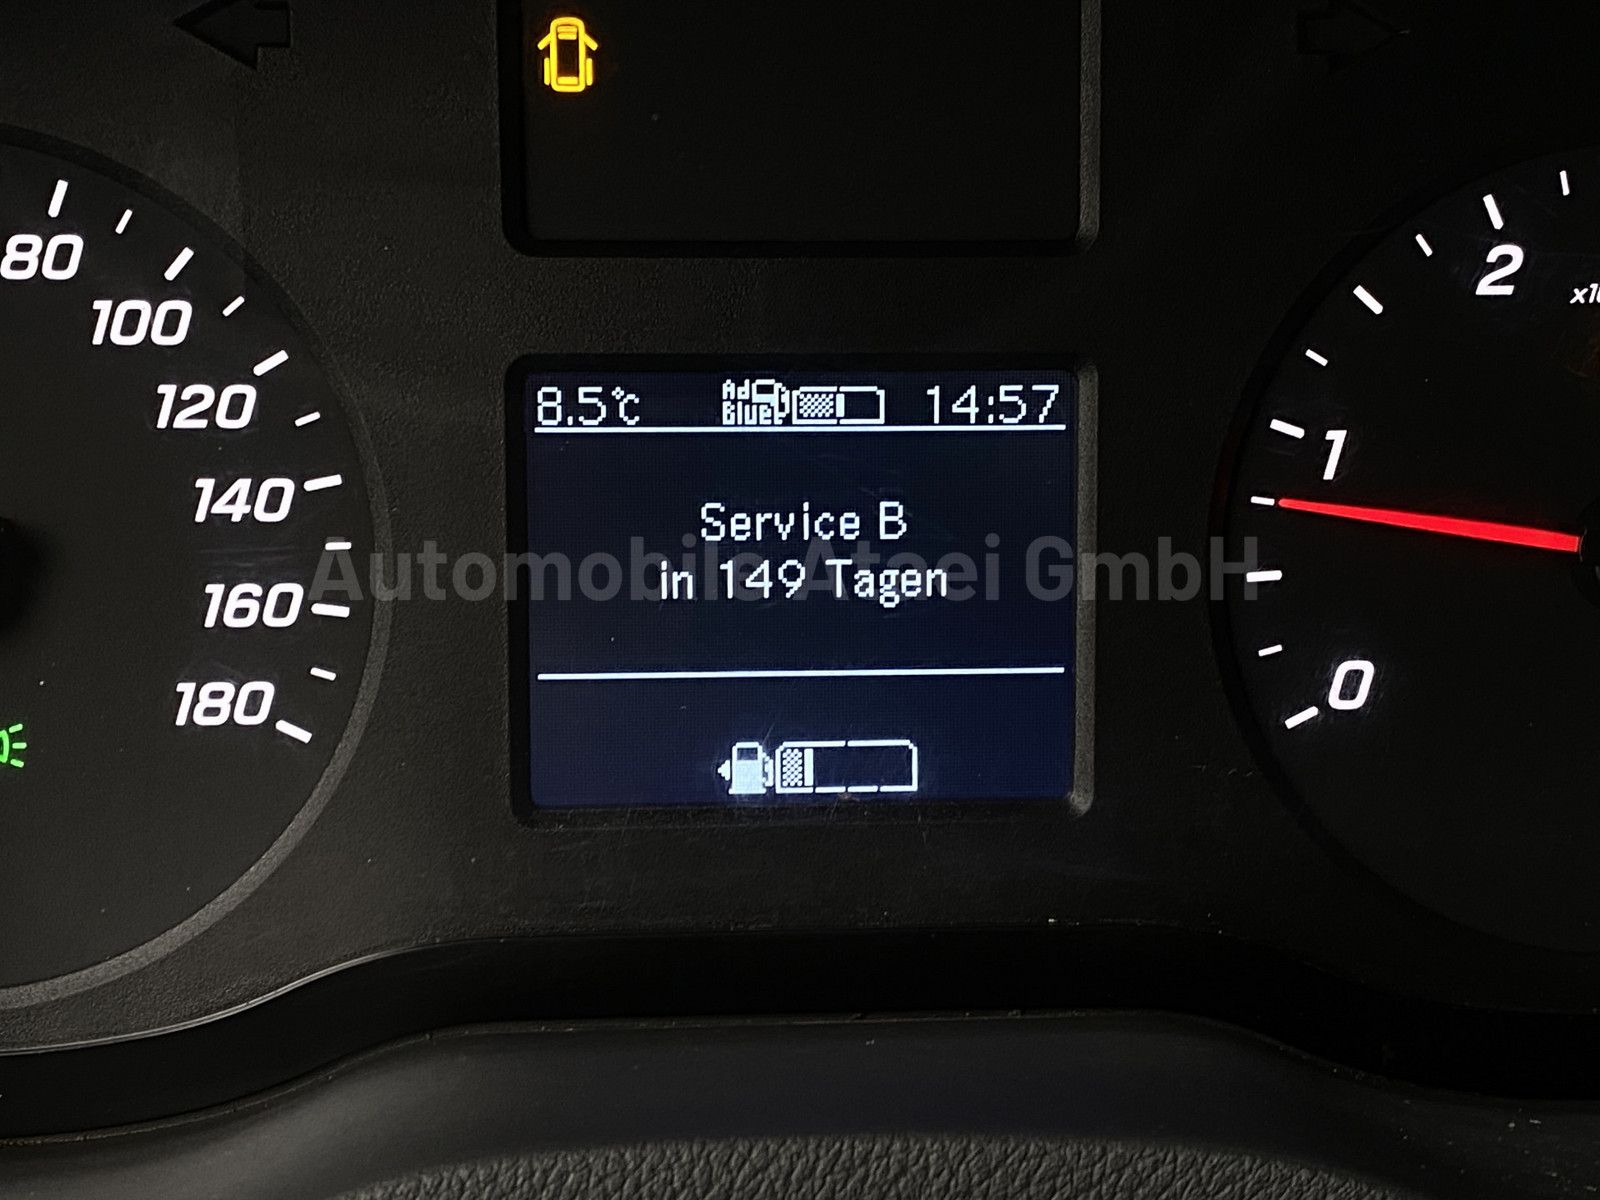 80
100
120
140
160
180
8.5°C
Ad
Blue
14:57
Service B
in 149 Tagen
2
1
0
Automobile GmbH